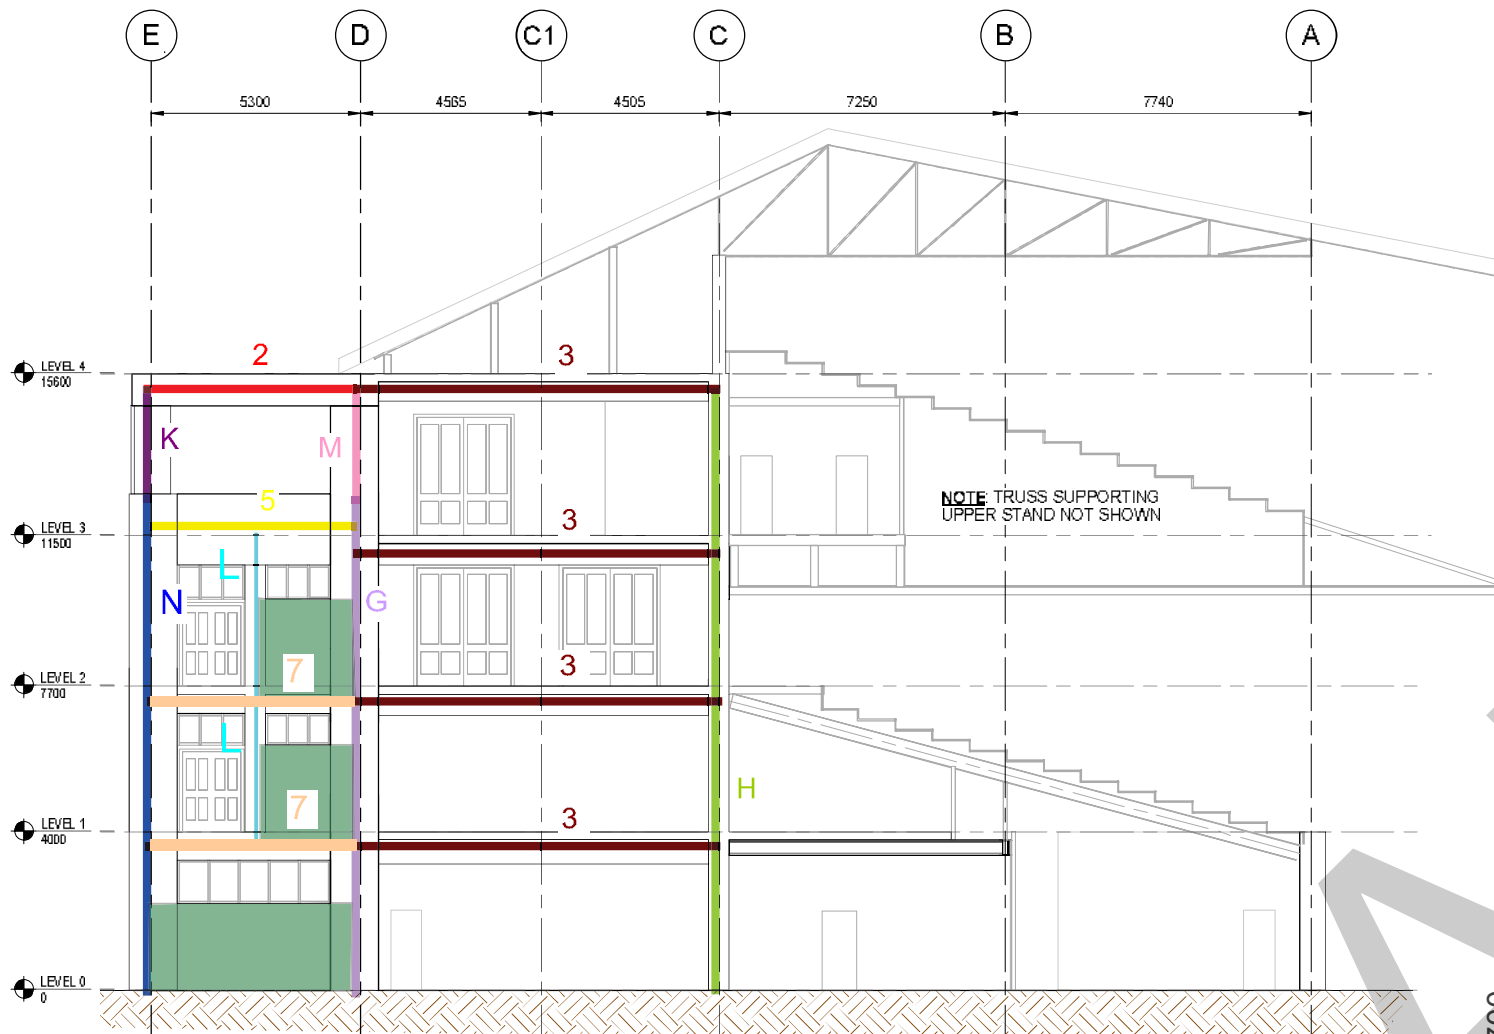 E D C1 C B A
5300 4565 4505 7250 7740
2 3
LEVEL 4
15600
K M
5 3
NOTE: TRUSS SUPPORTING
UPPER STAND NOT SHOWN
LEVEL 3
11500
L
N G
7 3
LEVEL 2
7700
L
H
7 3
LEVEL 1
4000
LEVEL 0
0